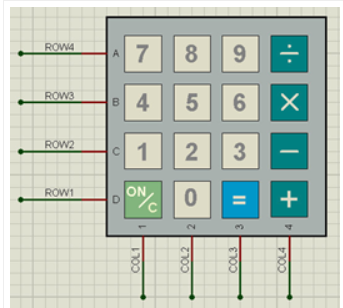 ROW4 A 7 8 9 ÷
ROW3 B 4 5 6 ×
ROW2 C 1 2 3 −
ROW1 D ON/C 0 = +
1 2 3 4
COL1 COL2 COL3 COL4